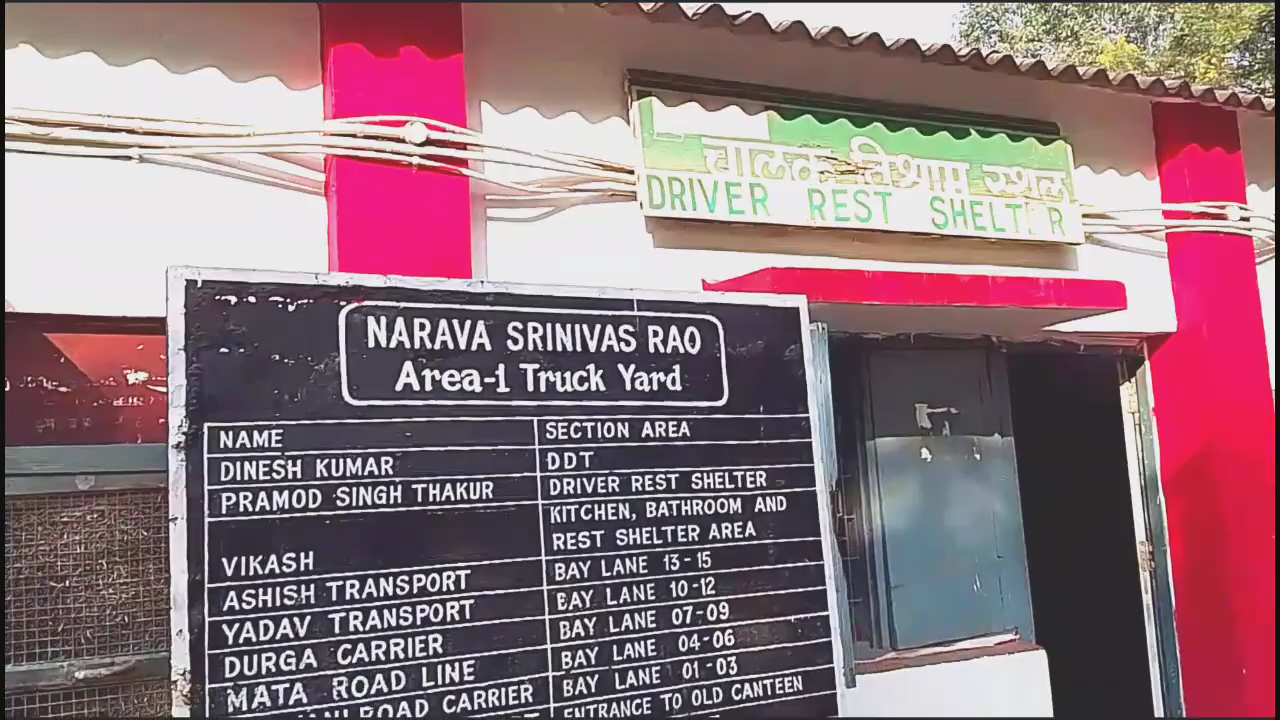 चालक विश्राम स्थल
DRIVER REST SHELTER
NARAVA SRINIVAS RAO
Area-1 Truck Yard
NAME SECTION AREA
DINESH KUMAR DDT
PRAMOD SINGH THAKUR DRIVER REST SHELTER
VIKASH KITCHEN, BATHROOM AND
REST SHELTER AREA
ASHISH TRANSPORT BAY LANE 13-15
YADAV TRANSPORT BAY LANE 10-12
DURGA CARRIER BAY LANE 07-09
MATA ROAD LINE BAY LANE 04-06
ROAD CARRIER BAY LANE 01-03
ENTRANCE TO OLD CANTEEN